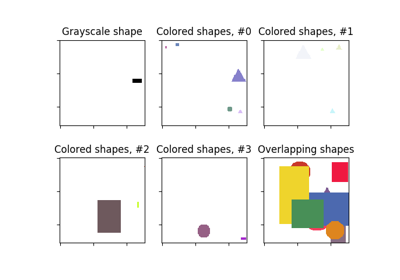 Grayscale shape
Colored shapes, #0
Colored shapes, #1
Colored shapes, #2
Colored shapes, #3
Overlapping shapes